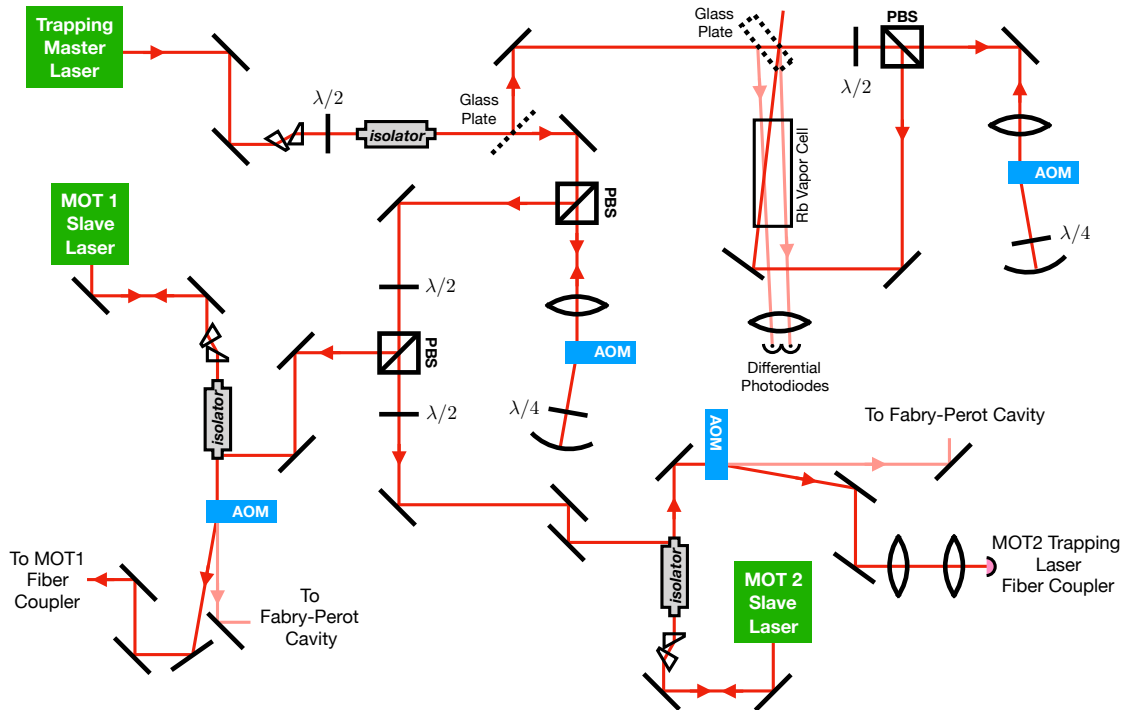 Trapping
Master
Laser
λ/2
isolator
Glass
Plate
Glass
Plate
λ/2
PBS
Rb Vapor Cell
AOM
λ/4
Differential
Photodiodes
MOT 1
Slave
Laser
PBS
λ/2
PBS
λ/2
AOM
λ/4
isolator
AOM
To MOT1
Fiber
Coupler
To
Fabry-Perot
Cavity
To Fabry-Perot Cavity
AOM
isolator
MOT 2
Slave
Laser
MOT2 Trapping
Laser
Fiber Coupler